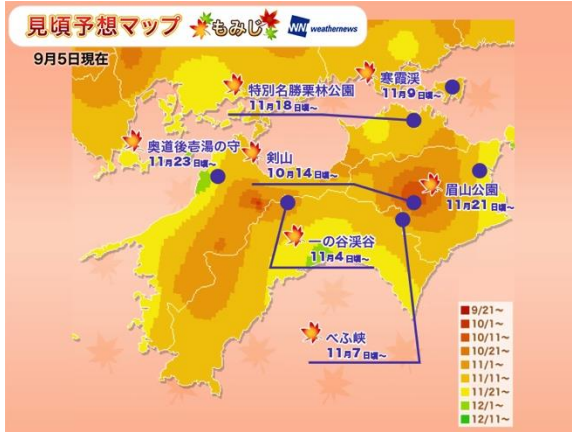 見頃予想マップ もみじ WNI weathernews
9月5日現在
特別名勝栗林公園
11月18日頃~
寒霞渓
11月9日頃~
奥道後壱湯の守
11月23日頃~
剣山
10月14日頃~
眉山公園
11月21日頃~
一の谷渓谷
11月4日頃~
べふ峡
11月7日頃~
9/21~
10/1~
10/11~
10/21~
11/1~
11/11~
11/21~
12/1~
12/11~